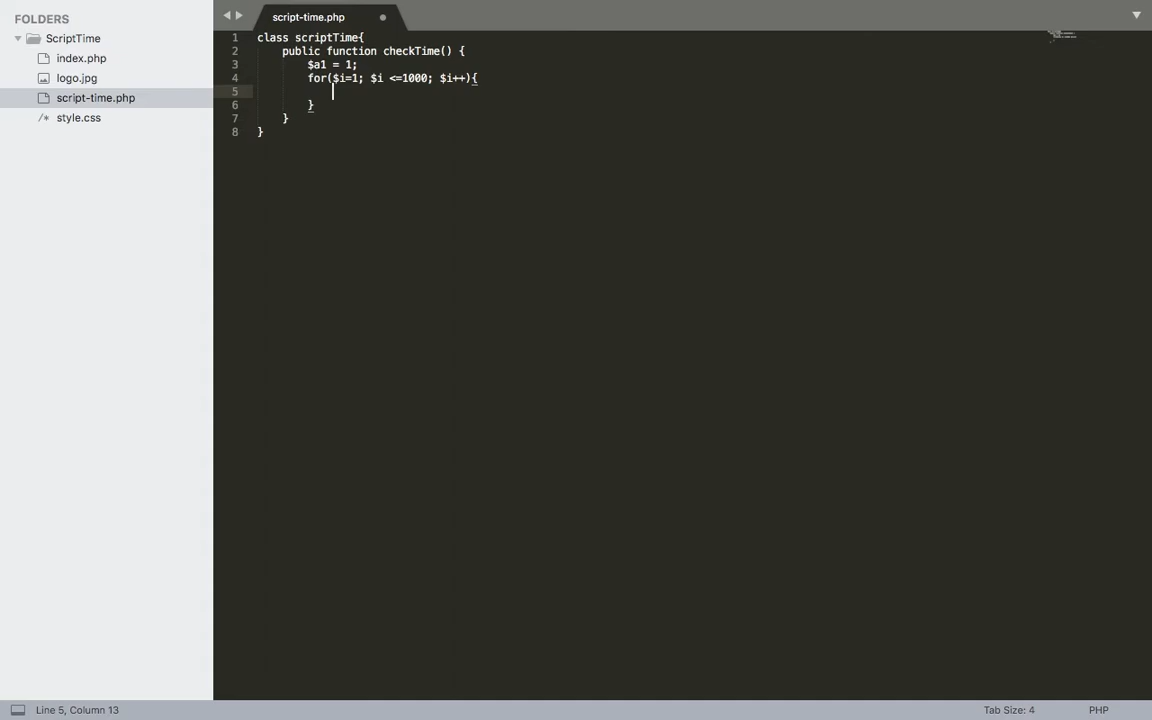 FOLDERS
ScriptTime
index.php
logo.jpg
script-time.php
/* style.css
script-time.php
1 class scriptTime{
2 public function checkTime() {
3 $a1 = 1;
4 for($i=1; $i <=1000; $i++){
5
6 }
7 }
8 }
Line 5, Column 13
Tab Size: 4
PHP